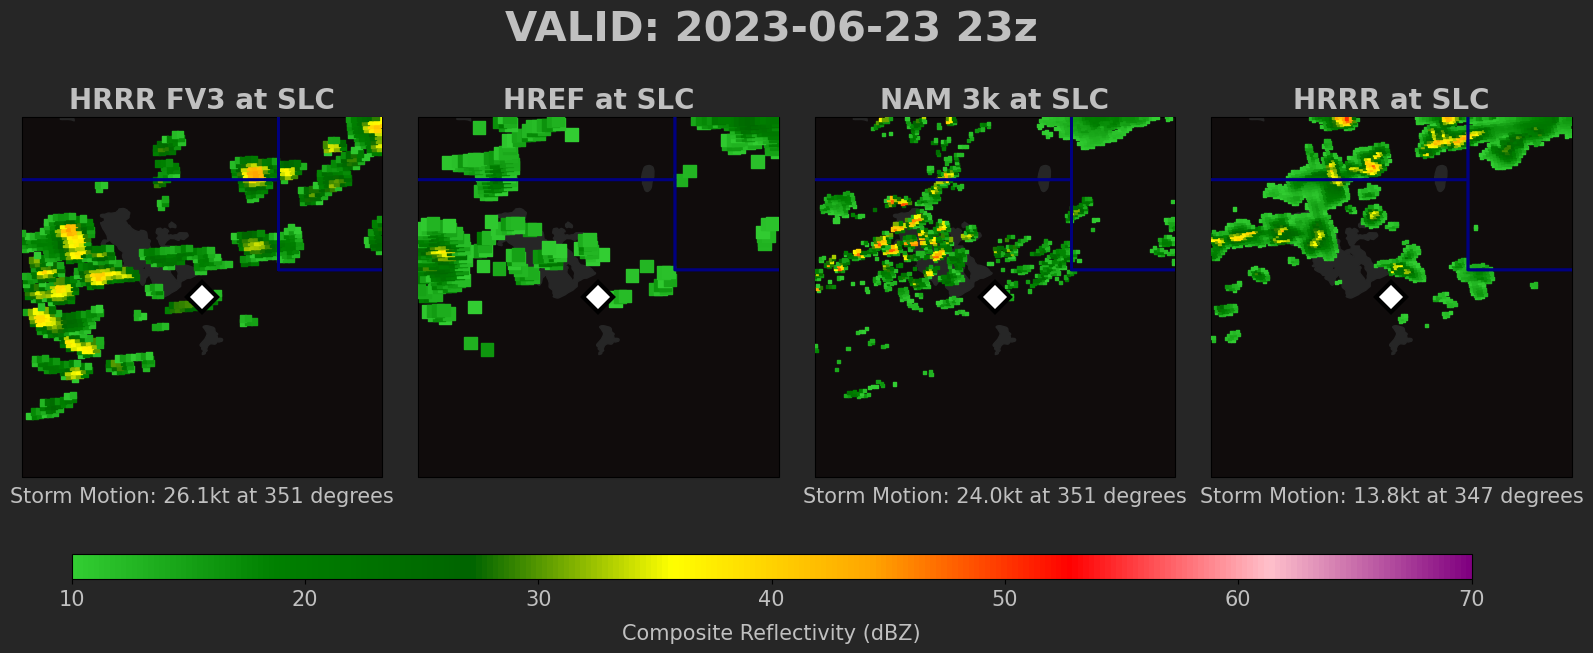 VALID: 2023-06-23 23z
HRRR FV3 at SLC
HREF at SLC
NAM 3k at SLC
HRRR at SLC
Storm Motion: 26.1kt at 351 degrees
Storm Motion: 24.0kt at 351 degrees
Storm Motion: 13.8kt at 347 degrees
10 20 30 40 50 60 70
Composite Reflectivity (dBZ)